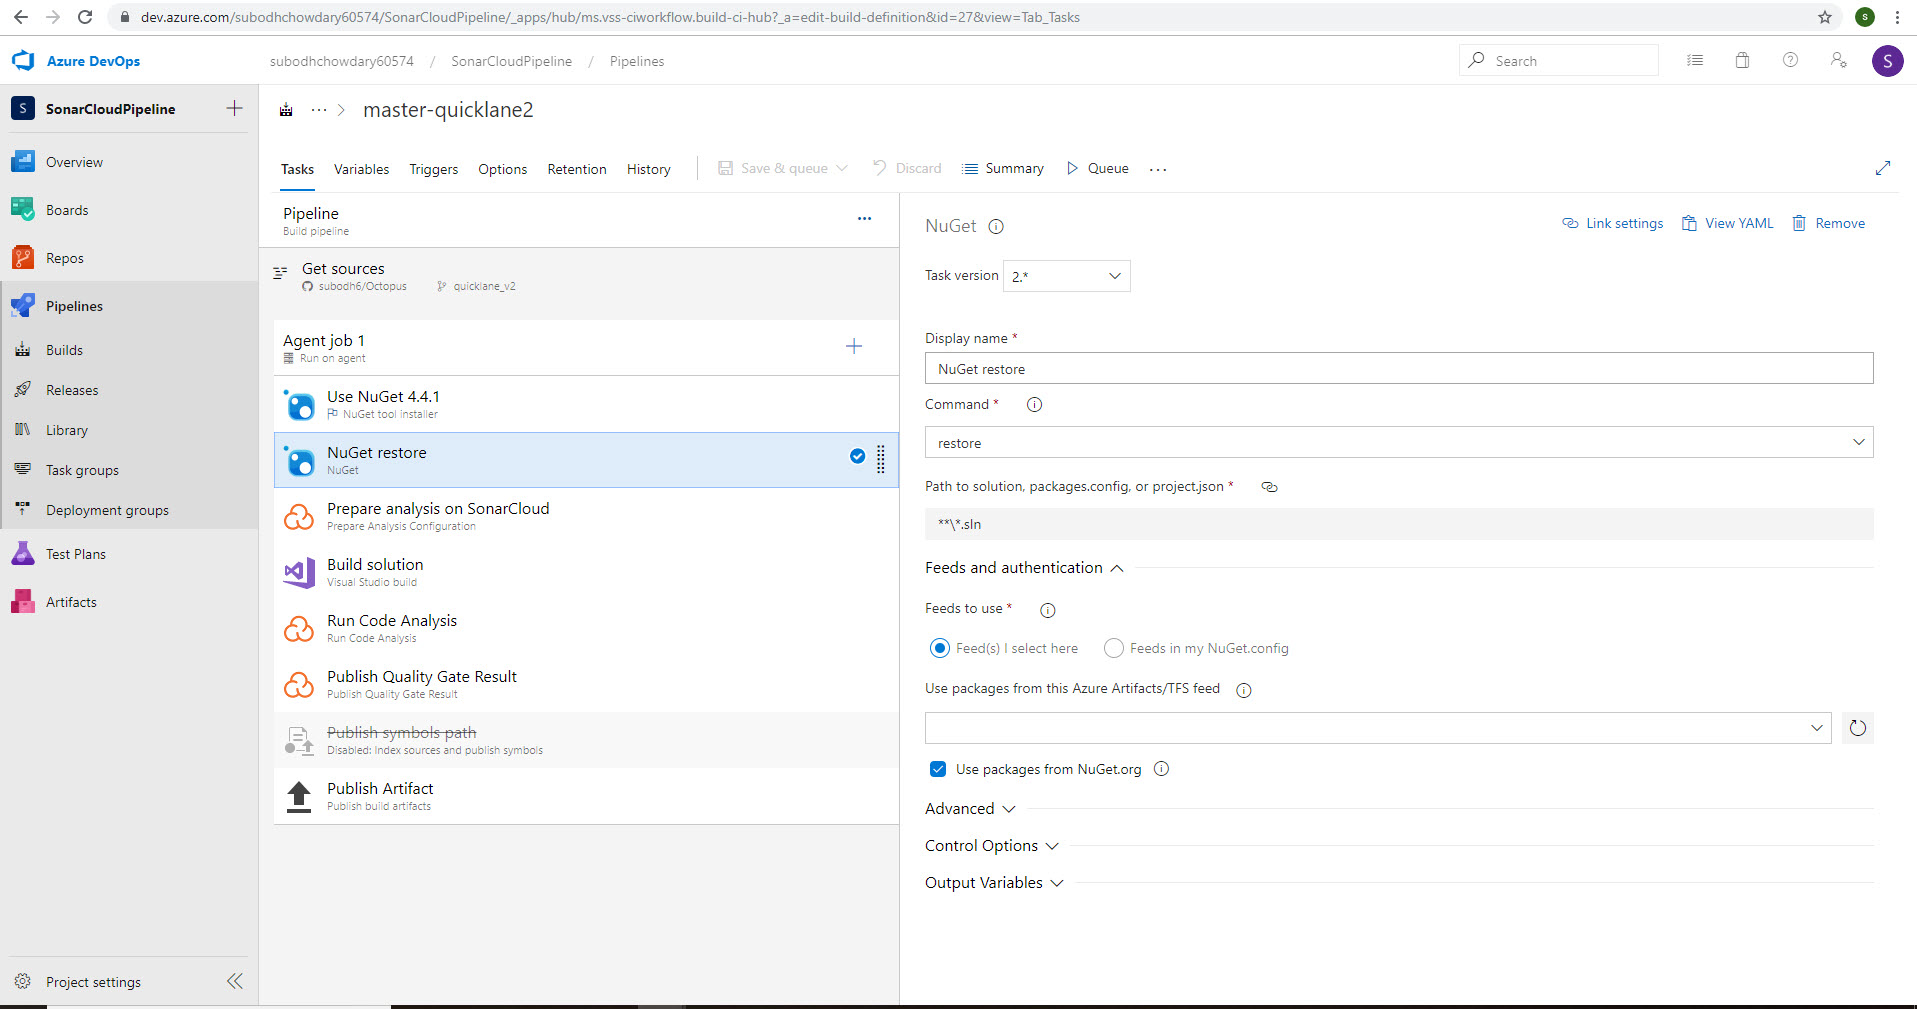 dev.azure.com/subodhchowdary60574/SonarCloudPipeline/_apps/hub/ms.vss-ciworkflow.build-ci-hub?_a=edit-build-definition&id=27&view=Tab_Tasks
s
Azure DevOps
subodhchowdary60574 / SonarCloudPipeline / Pipelines
Search
S
S
SonarCloudPipeline
Overview
Boards
Repos
Pipelines
Builds
Releases
Library
Task groups
Deployment groups
Test Plans
Artifacts
Project settings
··· > master-quicklane2
Tasks Variables Triggers Options Retention History Save & queue Discard Summary Queue ···
Pipeline
Build pipeline
Get sources
subodh6/Octopus quicklane_v2
Agent job 1
Run on agent
Use NuGet 4.4.1
NuGet tool installer
NuGet restore
NuGet
Prepare analysis on SonarCloud
Prepare Analysis Configuration
Build solution
Visual Studio build
Run Code Analysis
Run Code Analysis
Publish Quality Gate Result
Publish Quality Gate Result
Publish symbols path
Disabled: Index sources and publish symbols
Publish Artifact
Publish build artifacts
NuGet
Link settings View YAML Remove
Task version 2.*
Display name *
NuGet restore
Command *
restore
Path to solution, packages.config, or project.json *
**\*.sln
Feeds and authentication
Feeds to use *
Feed(s) I select here Feeds in my NuGet.config
Use packages from this Azure Artifacts/TFS feed
Use packages from NuGet.org
Advanced
Control Options
Output Variables